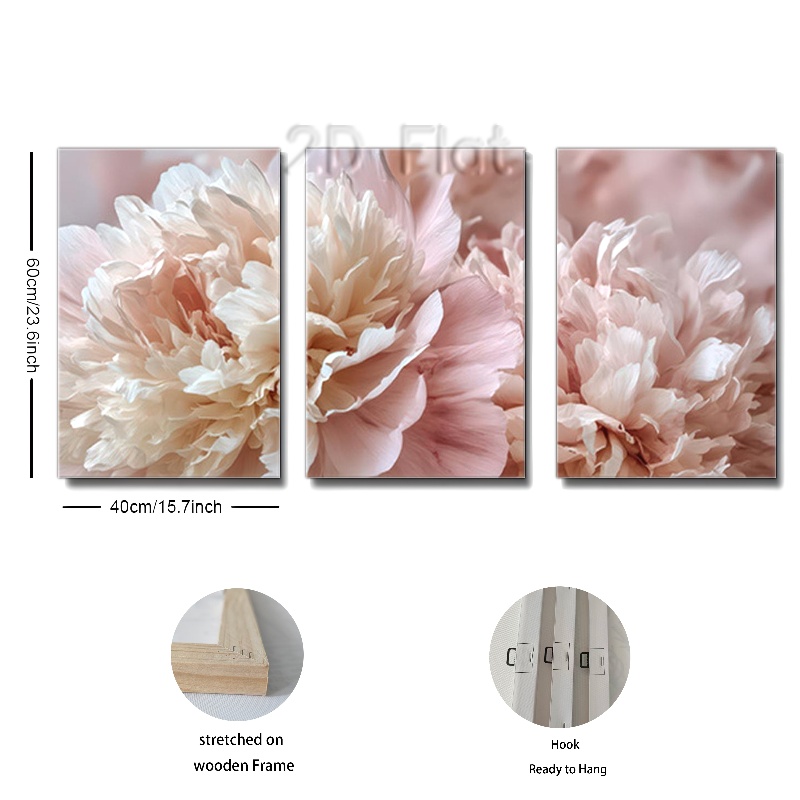 2D Flat
60cm/23.6inch
40cm/15.7inch
stretched on
wooden Frame
Hook
Ready to Hang